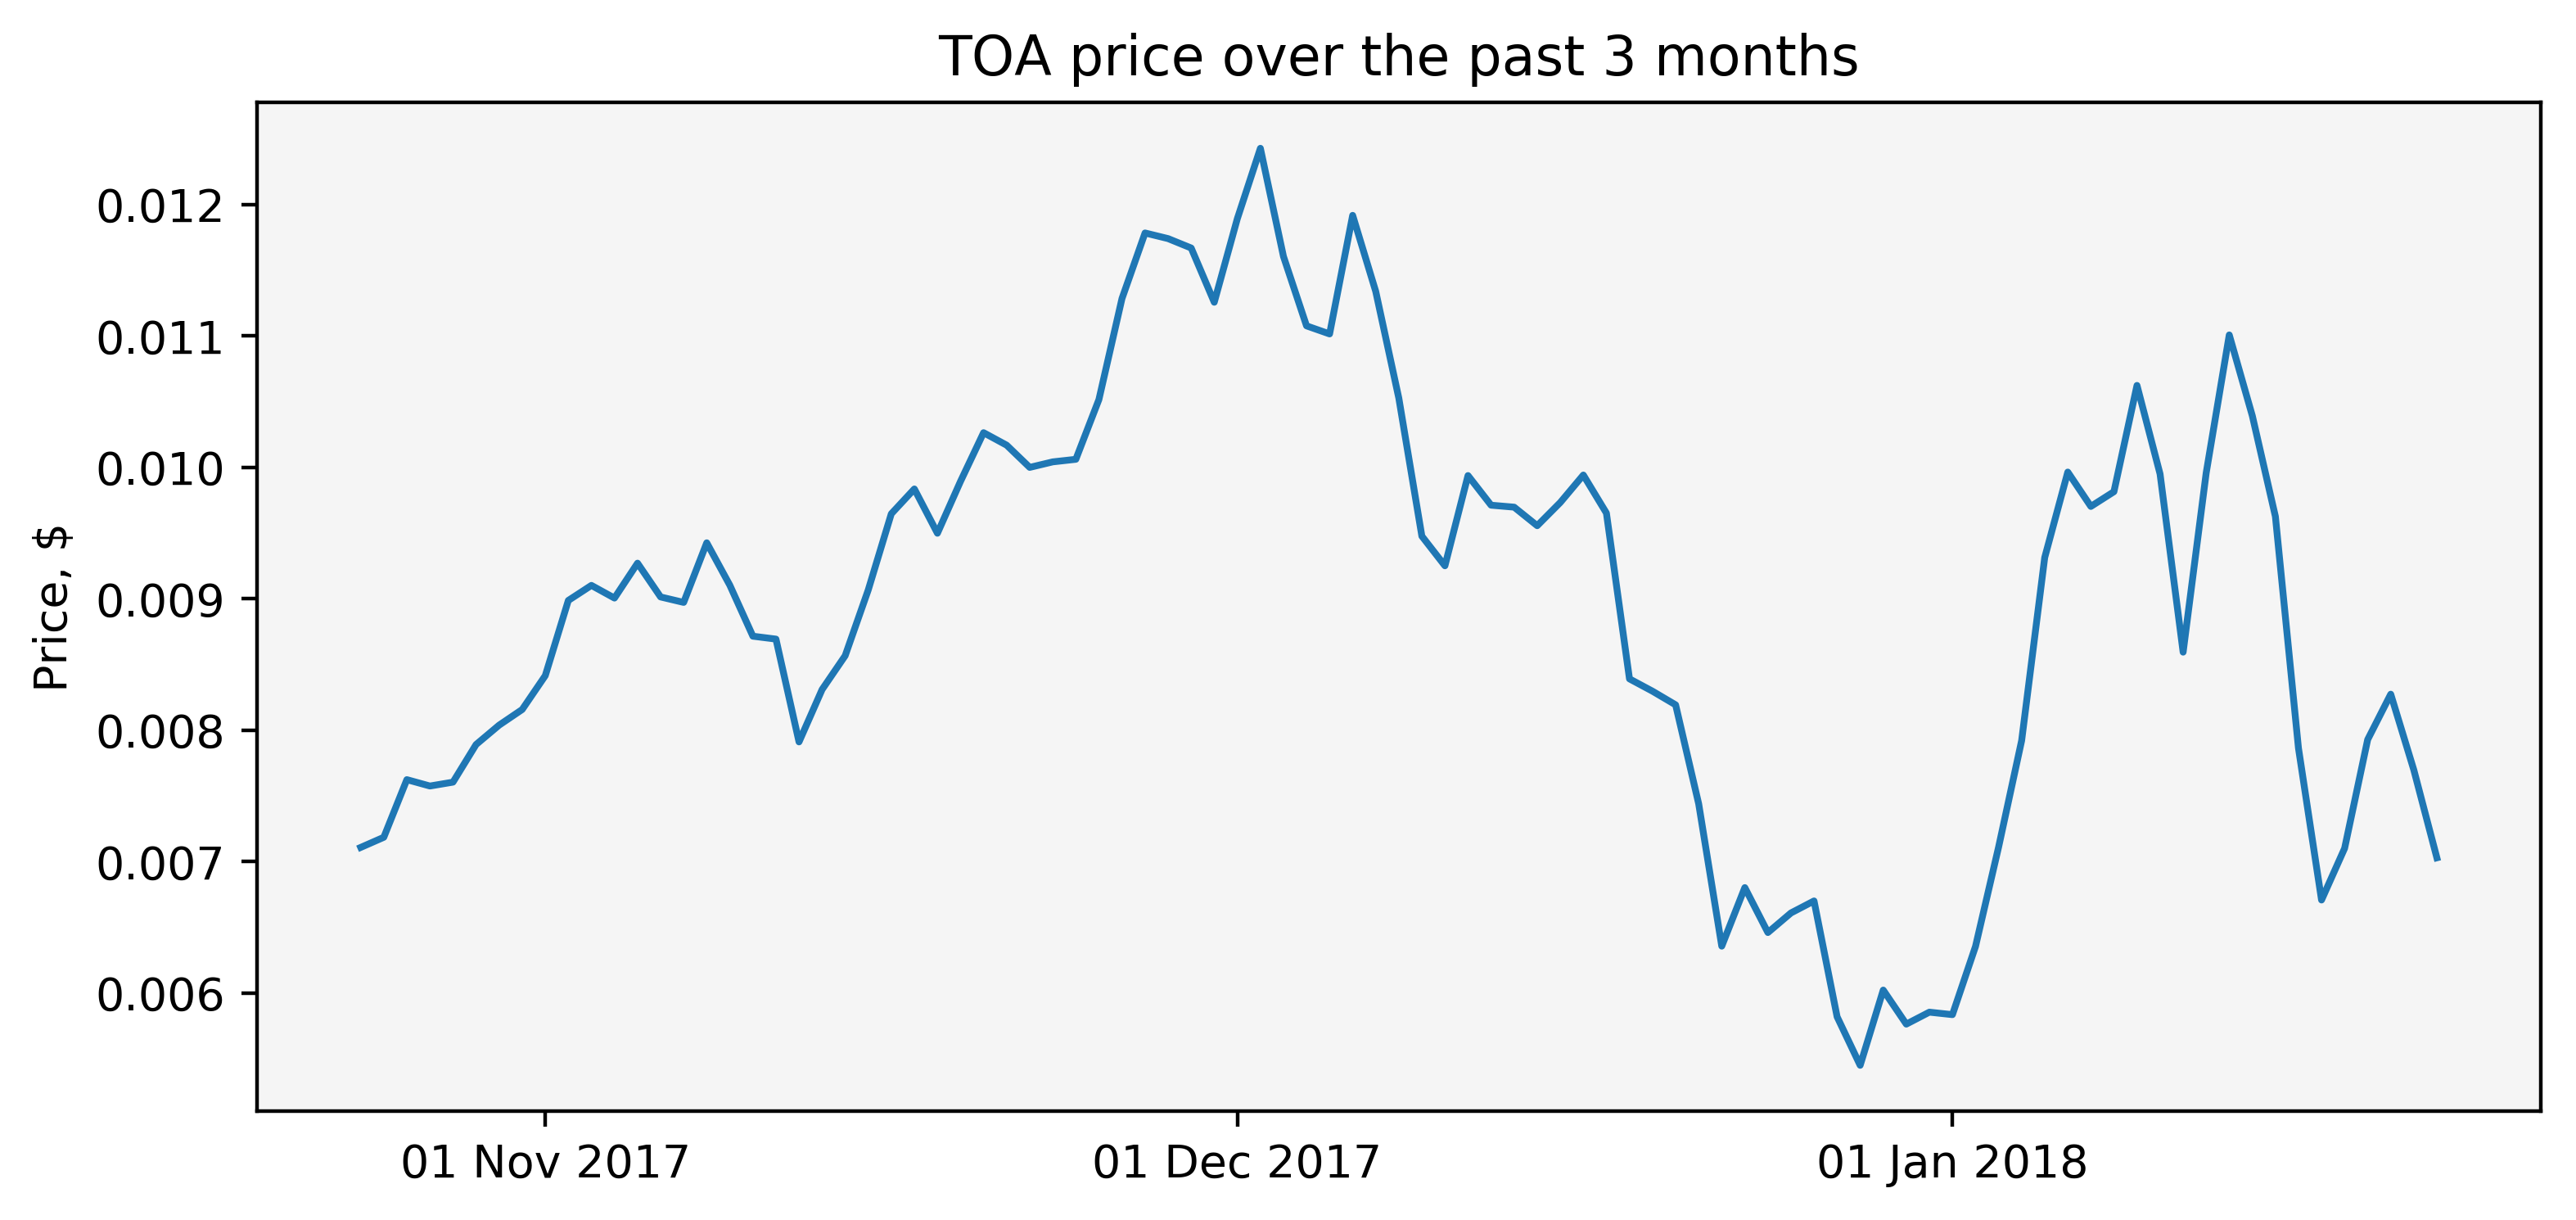 TOA price over the past 3 months
Price, $
0.012
0.011
0.010
0.009
0.008
0.007
0.006
01 Nov 2017
01 Dec 2017
01 Jan 2018